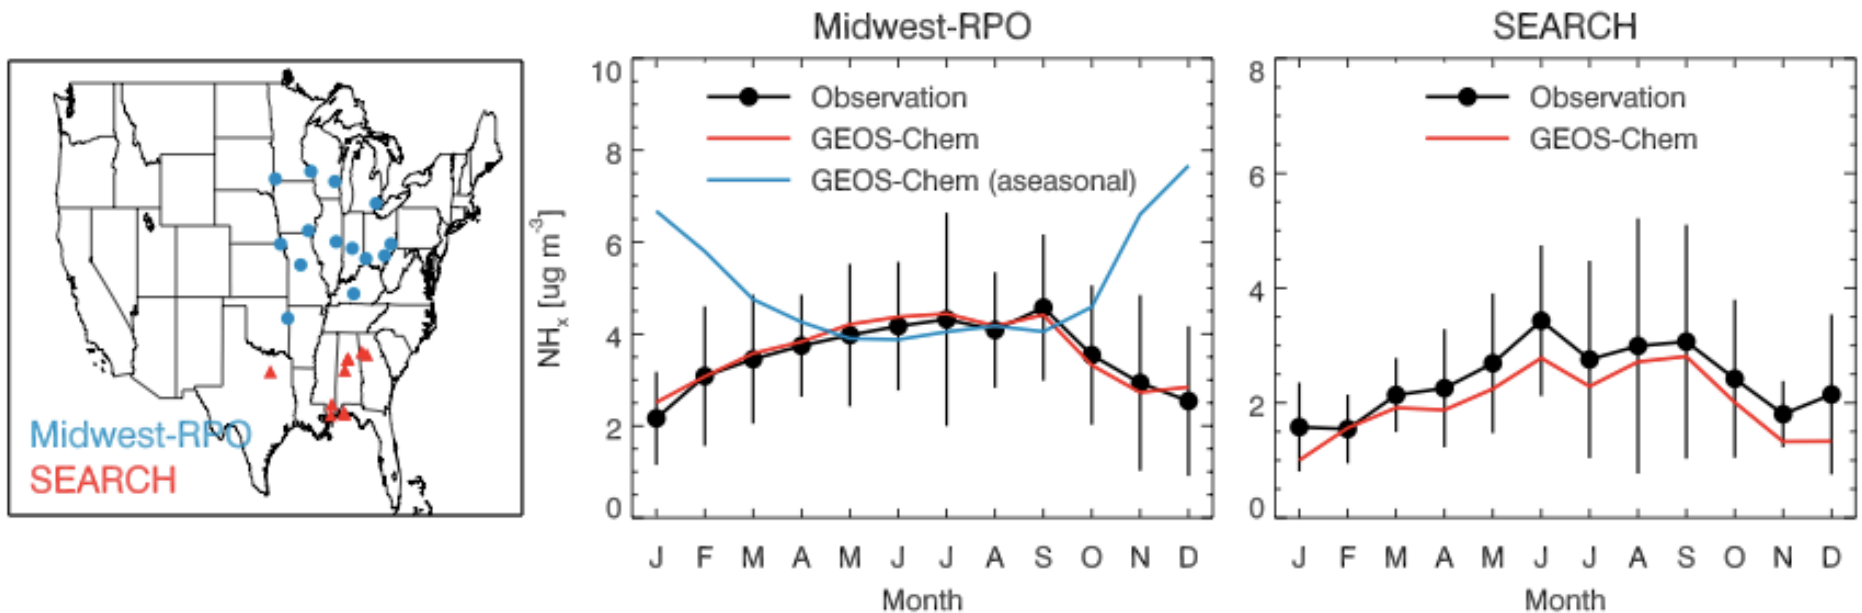 Midwest-RPO
SEARCH
Midwest-RPO
NHx [ug m-3]
10
8
6
4
2
0
Observation
GEOS-Chem
GEOS-Chem (aseasonal)
J F M A M J J A S O N D
Month
SEARCH
8
6
4
2
0
Observation
GEOS-Chem
J F M A M J J A S O N D
Month